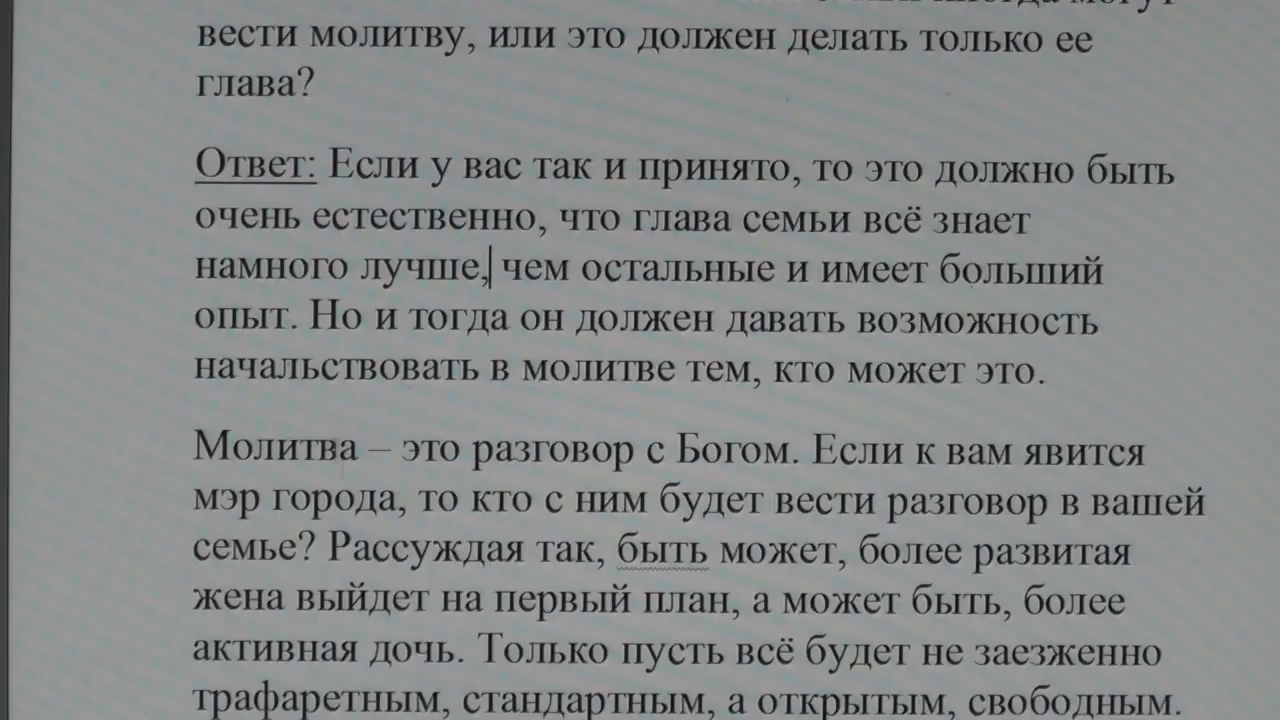 вести молитву, или это должен делать только ее
глава?
Ответ: Если у вас так и принято, то это должно быть
очень естественно, что глава семьи всё знает
намного лучше, чем остальные и имеет больший
опыт. Но и тогда он должен давать возможность
начальствовать в молитве тем, кто может это.
Молитва – это разговор с Богом. Если к вам явится
мэр города, то кто с ним будет вести разговор в вашей
семье? Рассуждая так, быть может, более развитая
жена выйдет на первый план, а может быть, более
активная дочь. Только пусть всё будет не заезженно
трафаретным, стандартным, а открытым, свободным.